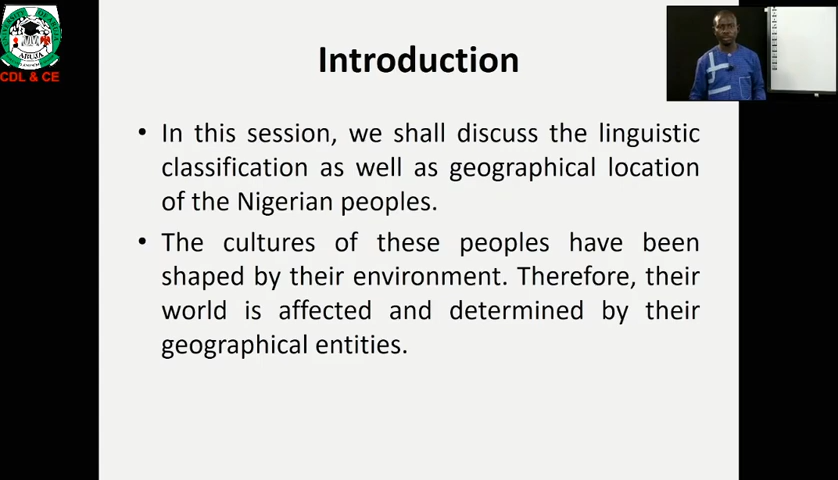 ABUJA
CDL & CE
Introduction
• In this session, we shall discuss the linguistic
classification as well as geographical location
of the Nigerian peoples.
• The cultures of these peoples have been
shaped by their environment. Therefore, their
world is affected and determined by their
geographical entities.